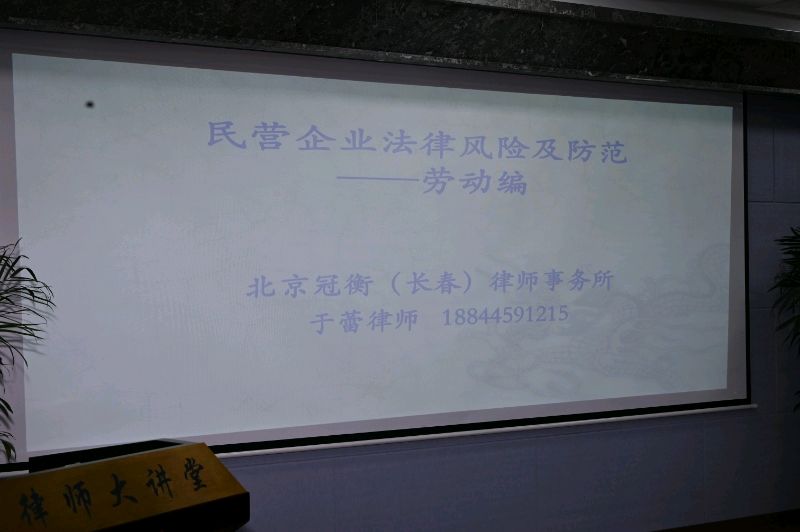 民营企业法律风险及防范
——劳动编
北京冠衡（长春）律师事务所
于蕾律师 18844591215
律师大讲堂